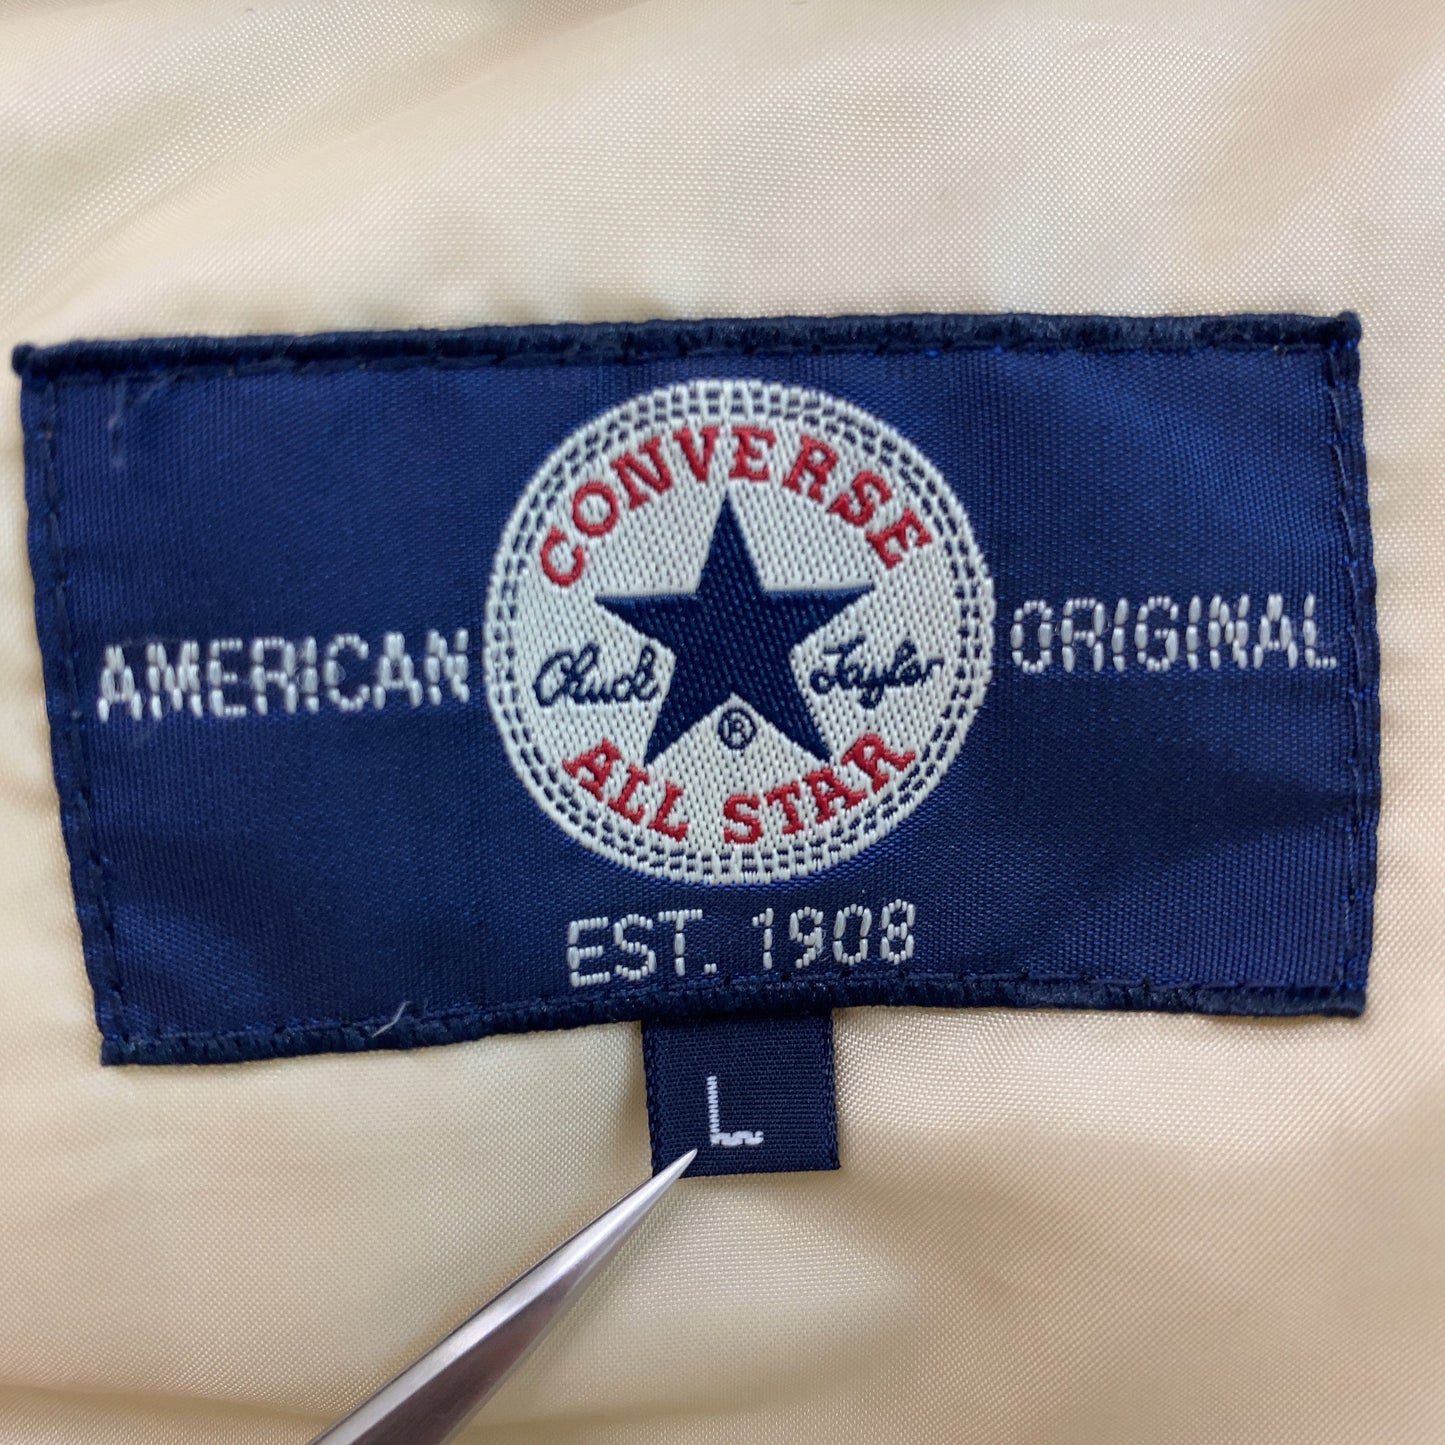 CONVERSE
AMERICAN Chuck Taylor ORIGINAL
®
ALL STAR
EST. 1908
L